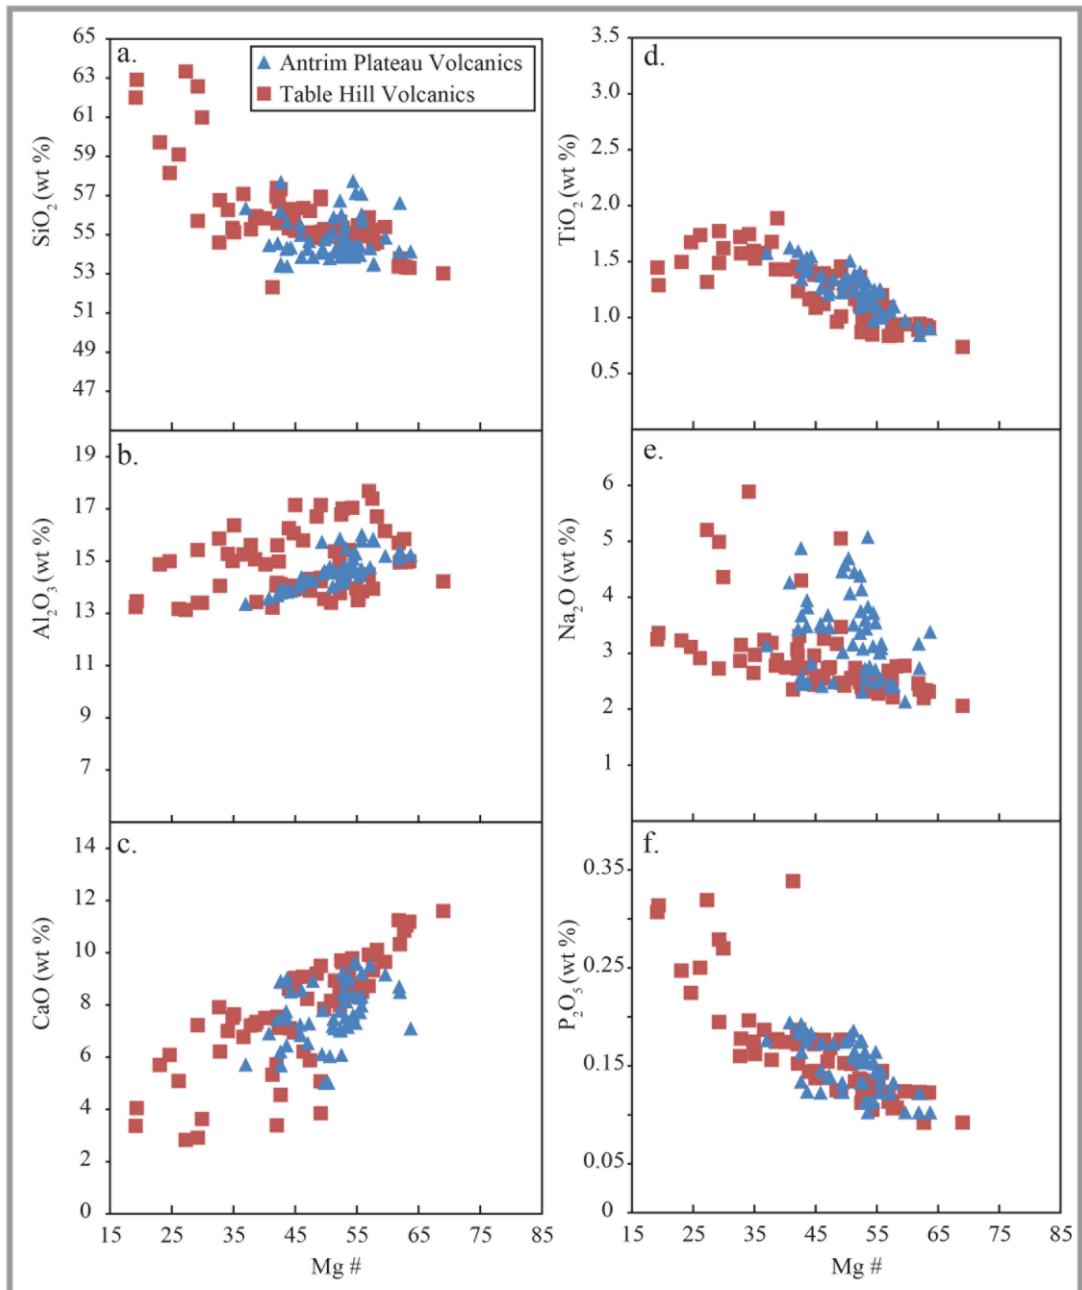 a.
Antrim Plateau Volcanics
Table Hill Volcanics
SiO₂ (wt %)
65
63
61
59
57
55
53
51
49
47
b.
Al₂O₃ (wt %)
19
17
15
13
11
9
7
c.
CaO (wt %)
14
12
10
8
6
4
2
0
15 25 35 45 55 65 75 85
Mg #
d.
TiO₂ (wt %)
3.5
3.0
2.5
2.0
1.5
1.0
0.5
e.
Na₂O (wt %)
6
5
4
3
2
1
f.
P₂O₅ (wt %)
0.35
0.25
0.15
0.05
0
15 25 35 45 55 65 75 85
Mg #